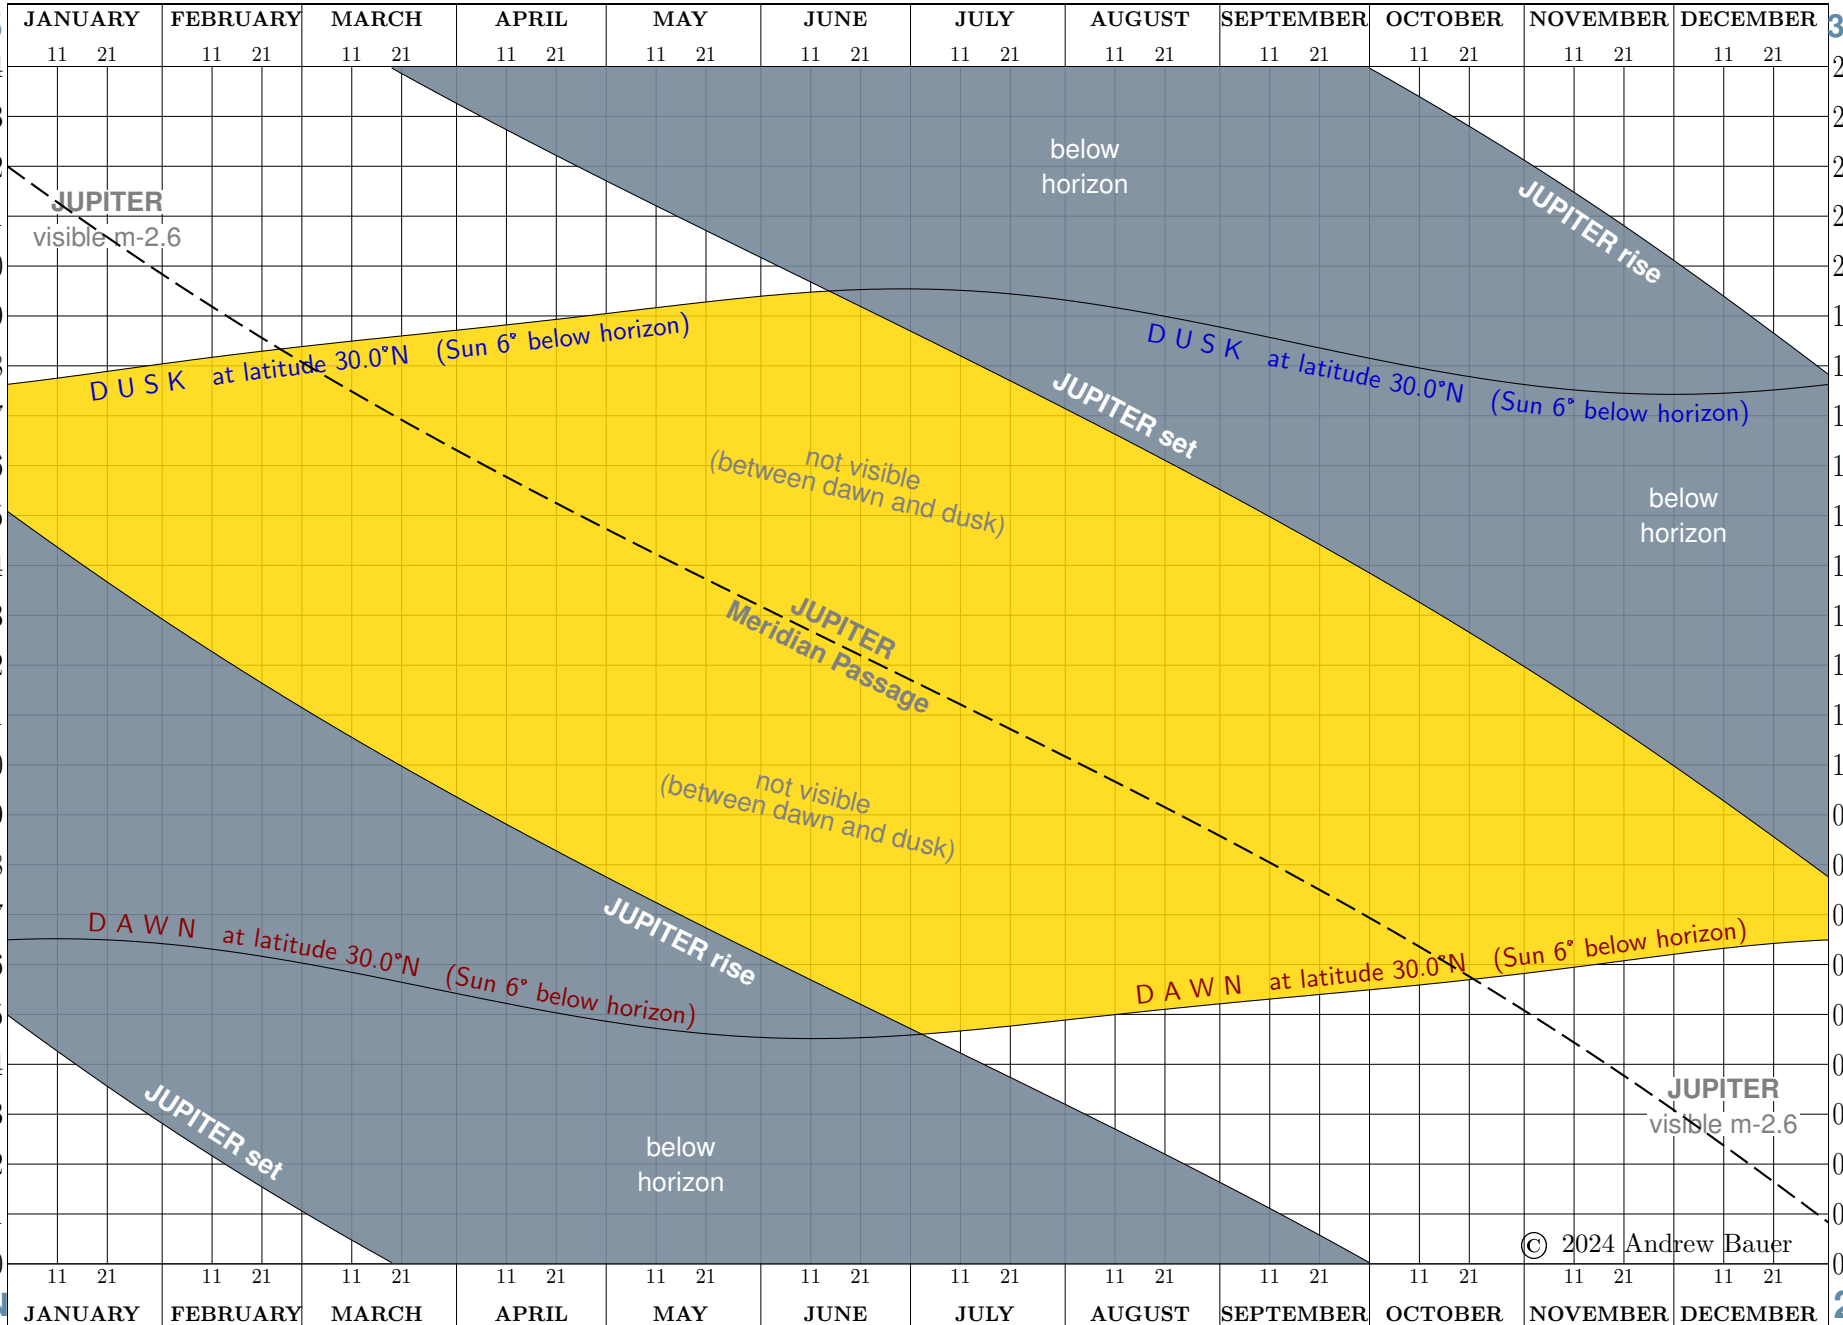 JANUARY FEBRUARY MARCH APRIL MAY JUNE JULY AUGUST SEPTEMBER OCTOBER NOVEMBER DECEMBER
11 21 11 21 11 21 11 21 11 21 11 21 11 21 11 21 11 21 11 21 11 21 11 21
below
horizon
JUPITER
visible m-2.6
JUPITER rise
DUSK at latitude 30.0°N (Sun 6° below horizon)
DUSK at latitude 30.0°N (Sun 6° below horizon)
JUPITER set
not visible
(between dawn and dusk)
below
horizon
JUPITER
Meridian Passage
not visible
(between dawn and dusk)
JUPITER rise
DAWN at latitude 30.0°N (Sun 6° below horizon)
DAWN at latitude 30.0°N (Sun 6° below horizon)
JUPITER set
JUPITER
visible m-2.6
below
horizon
© 2024 Andrew Bauer
11 21 11 21 11 21 11 21 11 21 11 21 11 21 11 21 11 21 11 21 11 21 11 21
JANUARY FEBRUARY MARCH APRIL MAY JUNE JULY AUGUST SEPTEMBER OCTOBER NOVEMBER DECEMBER